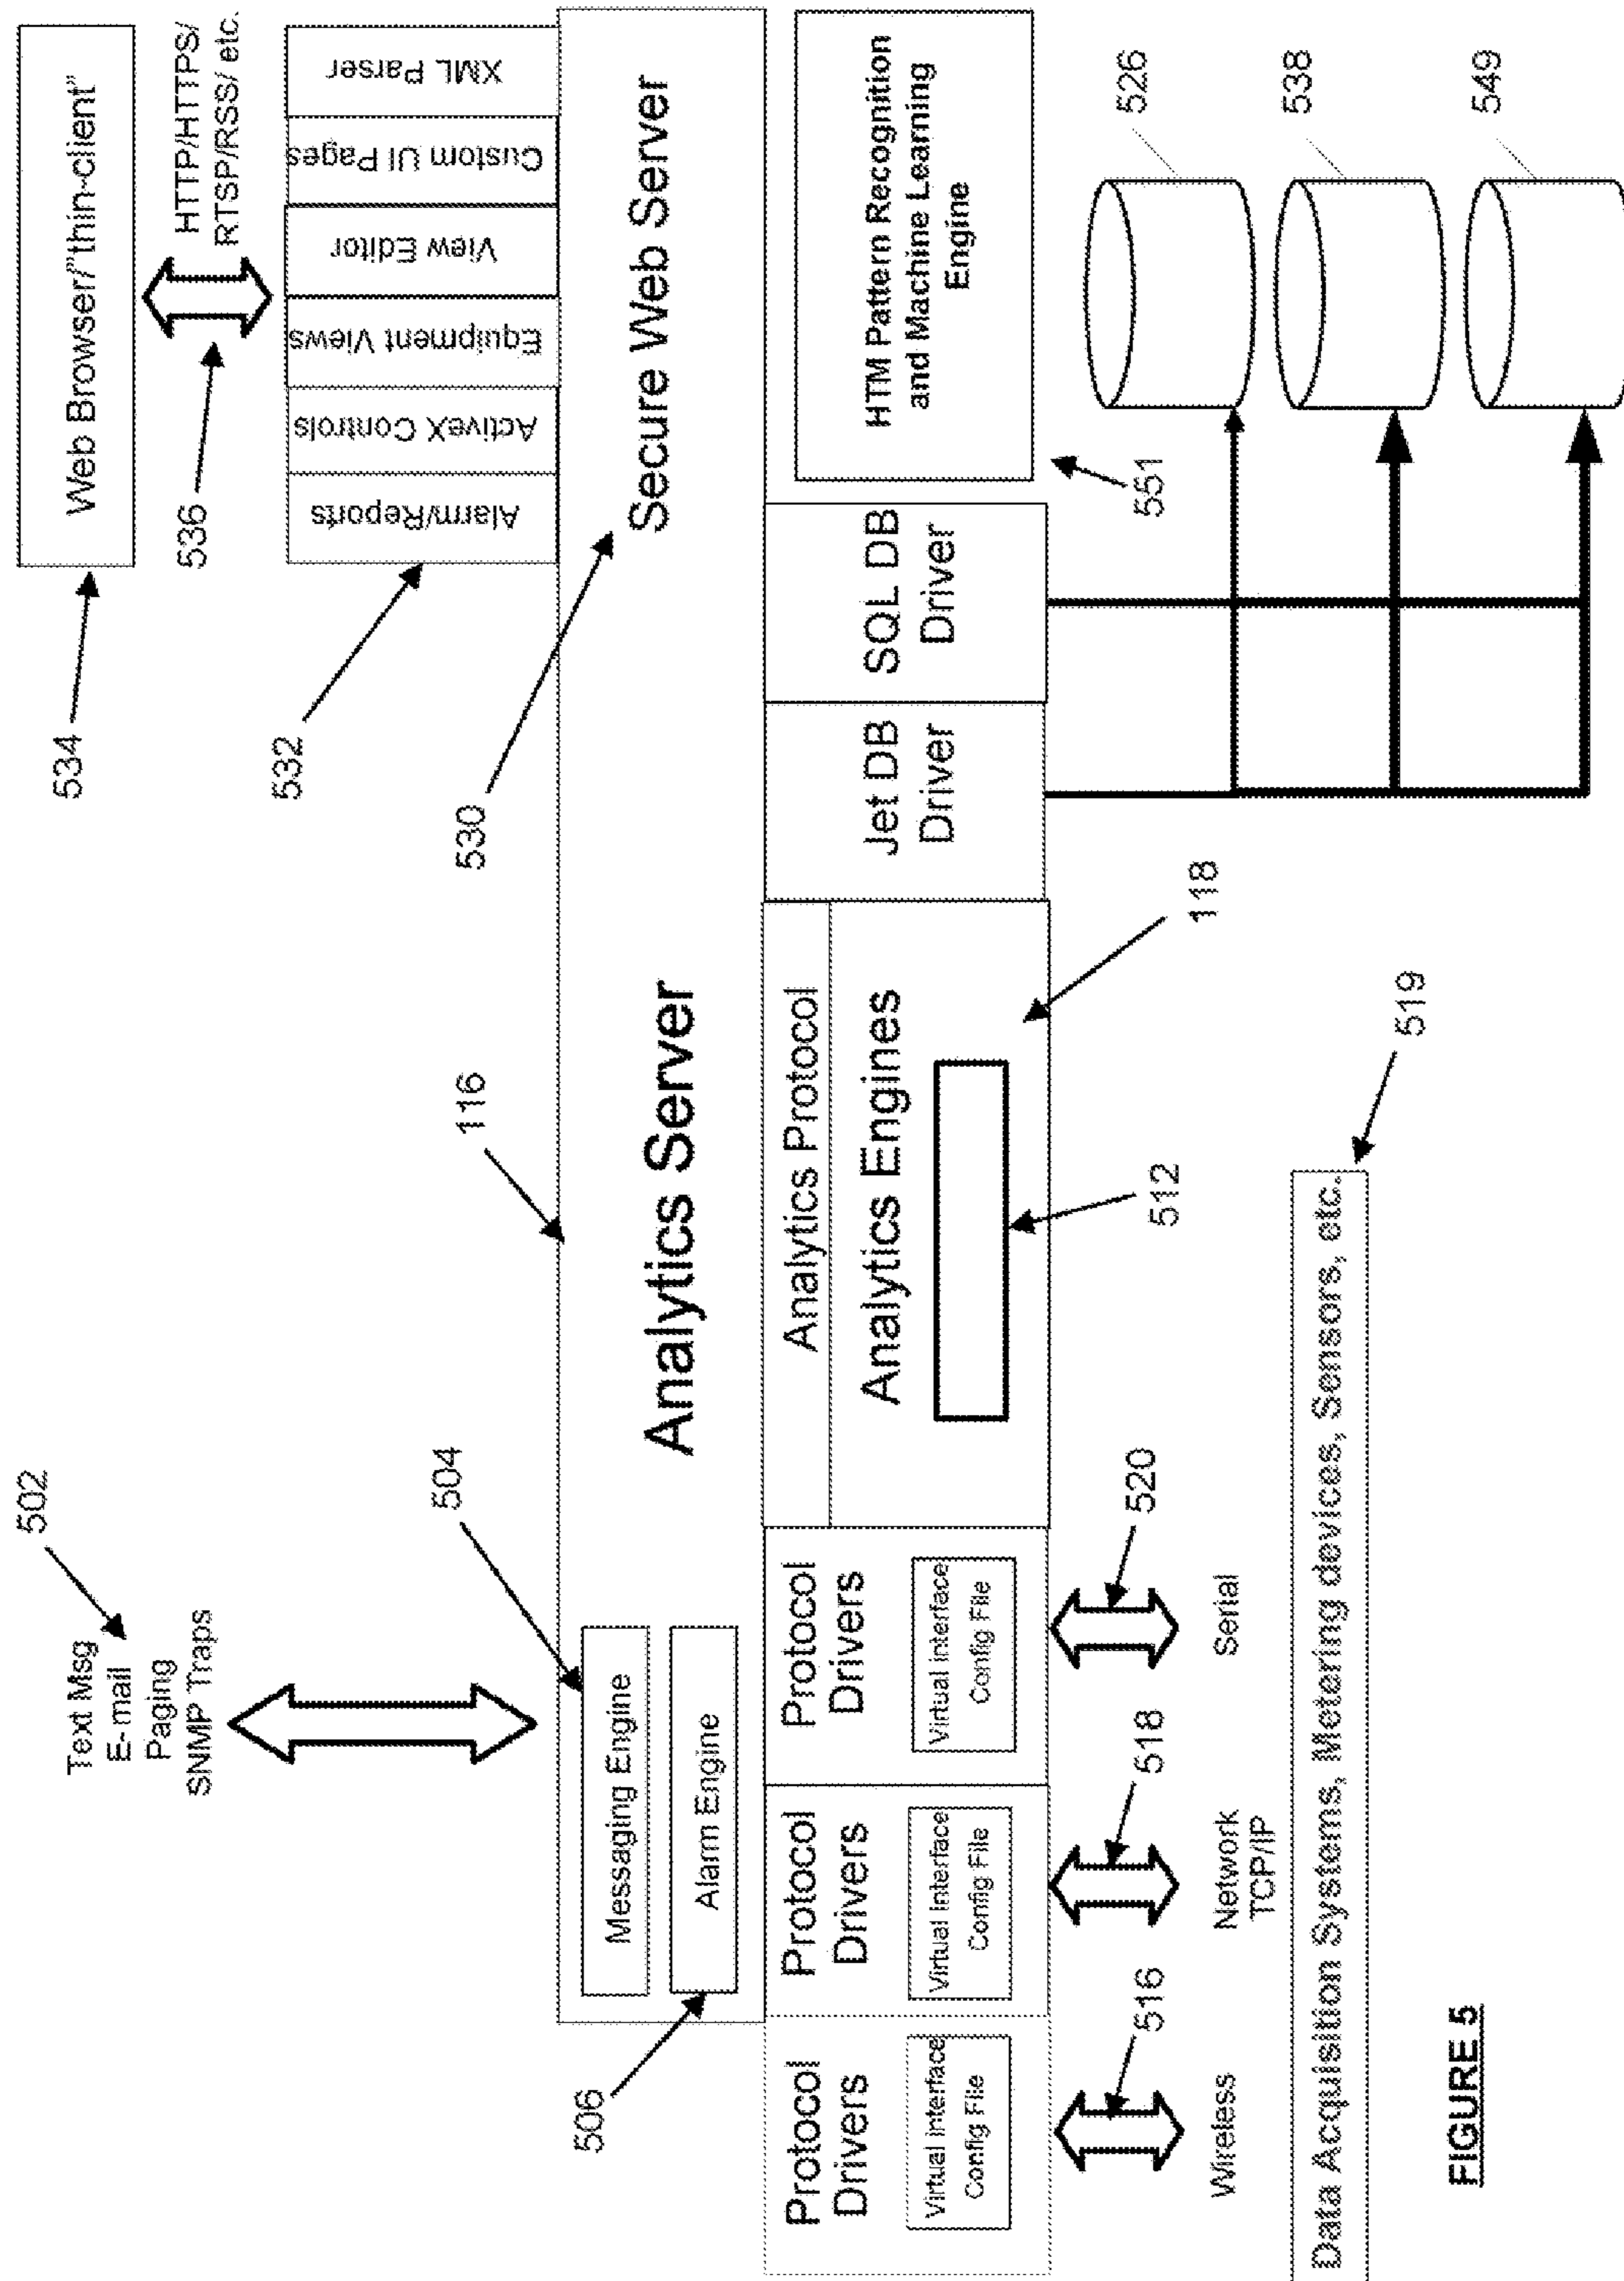 502
Text Msg
E-mail
Paging
SNMP Traps
504
506
Messaging Engine
Alarm Engine
116
Analytics Server
534
Web Browser/"thin-client"
536
HTTP/HTTPS/
RTSP/RSS/ etc.
532
Alarm/Reports
ActiveX Controls
Equipment Views
View Editor
Custom UI Pages
XML Parser
530
Secure Web Server
Protocol
Drivers
Virtual Interface
Config File
Protocol
Drivers
Virtual Interface
Config File
Protocol
Drivers
Virtual Interface
Config File
Analytics Protocol
Analytics Engines
512
118
Jet DB
Driver
SQL DB
Driver
HTM Pattern Recognition
and Machine Learning
Engine
551
516
518
520
Wireless
Network
TCP/IP
Serial
526
538
549
519
Data Acquisition Systems, Metering devices, Sensors, etc.
FIGURE 5